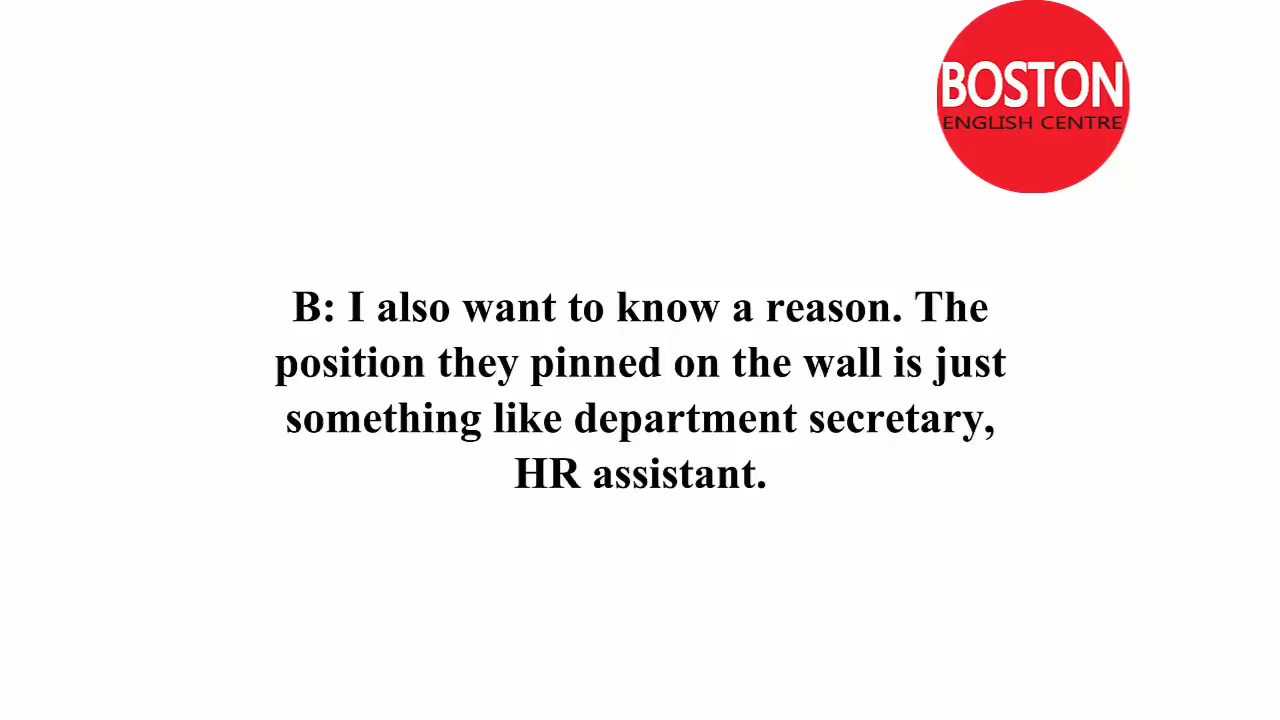 BOSTON
ENGLISH CENTRE
B: I also want to know a reason. The
position they pinned on the wall is just
something like department secretary,
HR assistant.